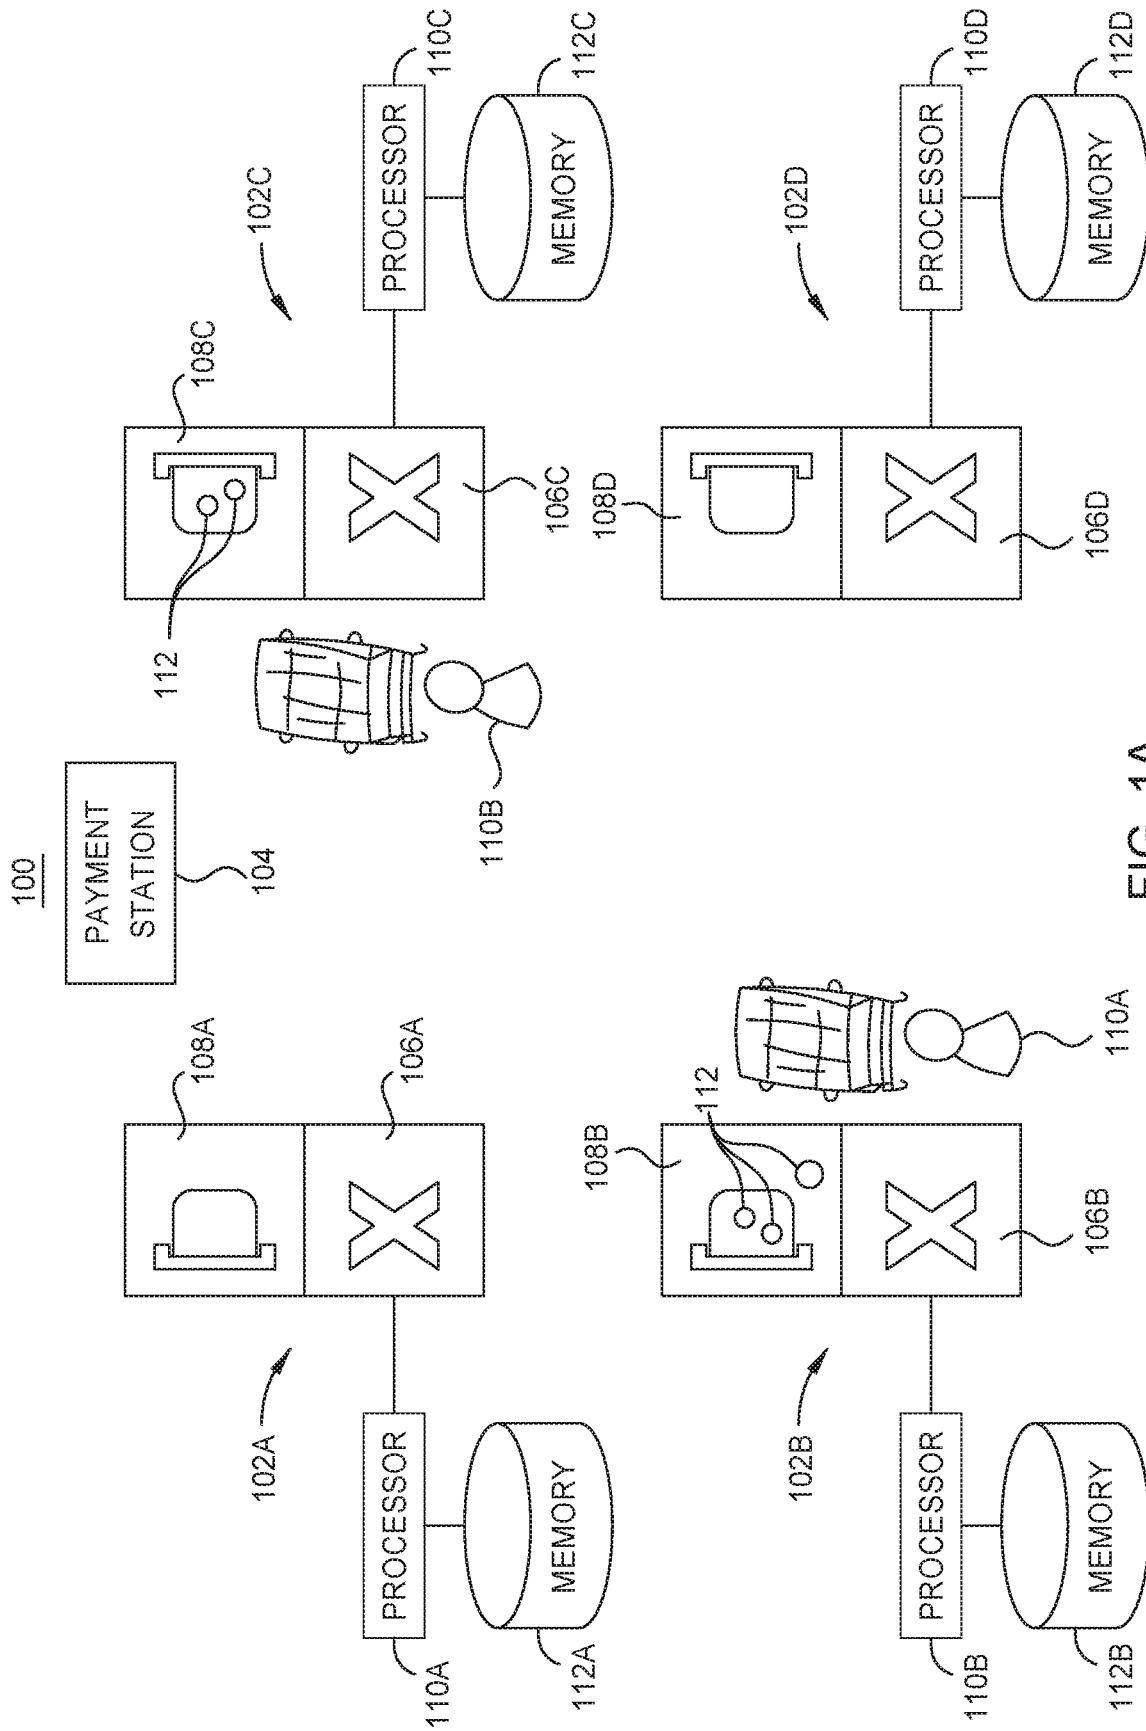 100
PAYMENT
STATION
112
108A
108C
102A
104
102C
PROCESSOR
PROCESSOR
106A
110A
110C
110B
106C
MEMORY
MEMORY
112A
112C
108B
108D
112
102B
102D
PROCESSOR
PROCESSOR
110B
110D
106B
106D
MEMORY
MEMORY
110A
112B
112D
FIG. 1A